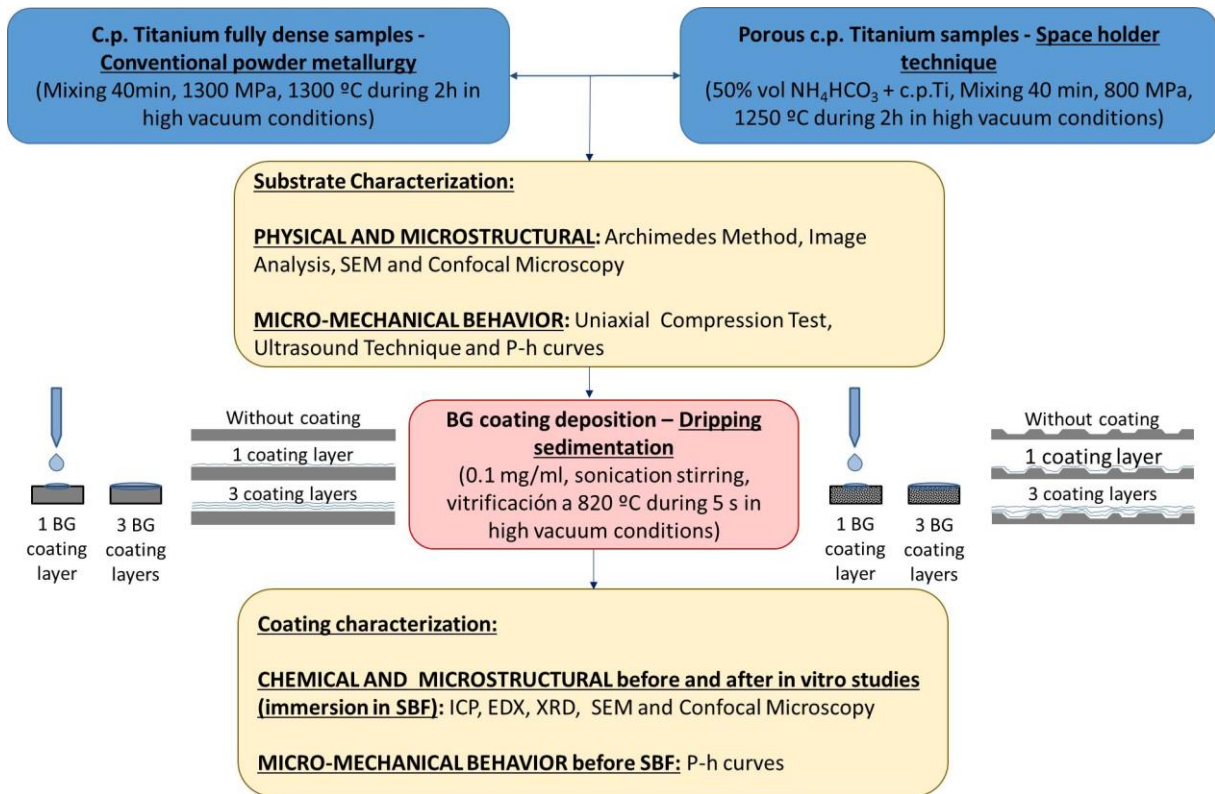 C.p. Titanium fully dense samples -
Conventional powder metallurgy
(Mixing 40min, 1300 MPa, 1300 ºC during 2h in
high vacuum conditions)
Porous c.p. Titanium samples - Space holder
technique
(50% vol NH₄HCO₃ + c.p.Ti, Mixing 40 min, 800 MPa,
1250 ºC during 2h in high vacuum conditions)
Substrate Characterization:
PHYSICAL AND MICROSTRUCTURAL: Archimedes Method, Image
Analysis, SEM and Confocal Microscopy
MICRO-MECHANICAL BEHAVIOR: Uniaxial Compression Test,
Ultrasound Technique and P-h curves
Without coating
1 coating layer
3 coating layers
1 BG
coating
layer
3 BG
coating
layers
BG coating deposition – Dripping
sedimentation
(0.1 mg/ml, sonication stirring,
vitrificación a 820 ºC during 5 s in
high vacuum conditions)
Without coating
1 coating layer
3 coating layers
1 BG
coating
layer
3 BG
coating
layers
Coating characterization:
CHEMICAL AND MICROSTRUCTURAL before and after in vitro studies
(immersion in SBF): ICP, EDX, XRD, SEM and Confocal Microscopy
MICRO-MECHANICAL BEHAVIOR before SBF: P-h curves